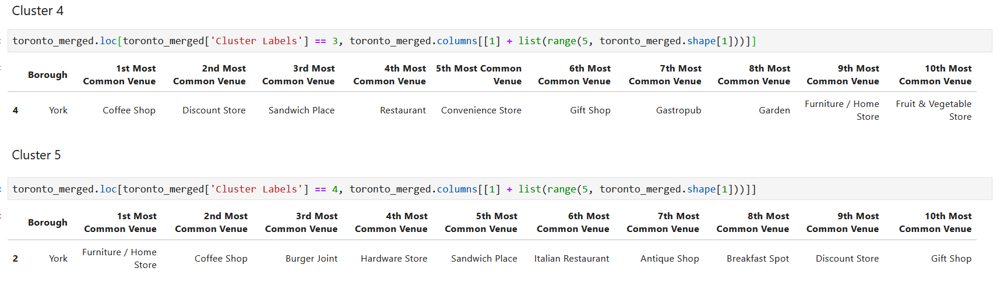 Cluster 4
toronto_merged.loc[toronto_merged['Cluster Labels'] == 3, toronto_merged.columns[[1] + list(range(5, toronto_merged.shape[1]))]]
Borough 1st Most Common Venue 2nd Most Common Venue 3rd Most Common Venue 4th Most Common Venue 5th Most Common Venue 6th Most Common Venue 7th Most Common Venue 8th Most Common Venue 9th Most Common Venue 10th Most Common Venue
4 York Coffee Shop Discount Store Sandwich Place Restaurant Convenience Store Gift Shop Gastropub Garden Furniture / Home Store Fruit & Vegetable Store
Cluster 5
toronto_merged.loc[toronto_merged['Cluster Labels'] == 4, toronto_merged.columns[[1] + list(range(5, toronto_merged.shape[1]))]]
Borough 1st Most Common Venue 2nd Most Common Venue 3rd Most Common Venue 4th Most Common Venue 5th Most Common Venue 6th Most Common Venue 7th Most Common Venue 8th Most Common Venue 9th Most Common Venue 10th Most Common Venue
2 York Furniture / Home Store Coffee Shop Burger Joint Hardware Store Sandwich Place Italian Restaurant Antique Shop Breakfast Spot Discount Store Gift Shop